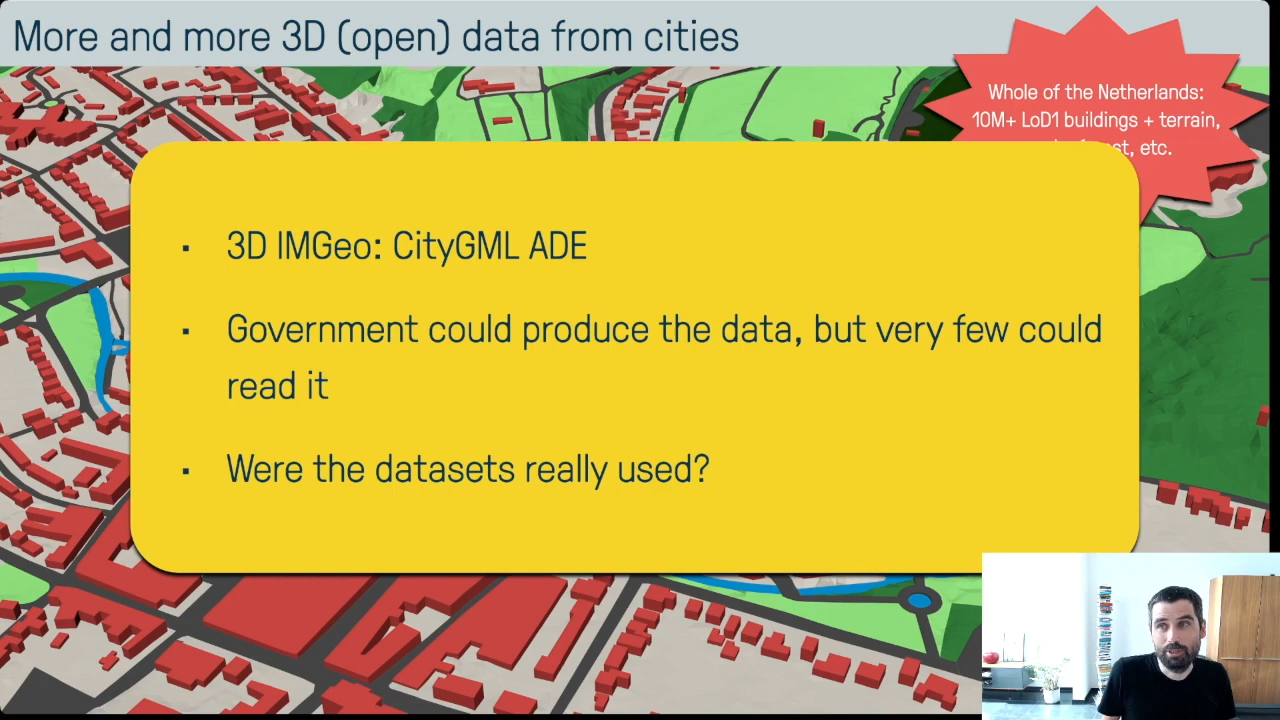 More and more 3D (open) data from cities
Whole of the Netherlands:
10M+ LoD1 buildings + terrain,
etc.
▪ 3D IMGeo: CityGML ADE
▪ Government could produce the data, but very few could
read it
▪ Were the datasets really used?